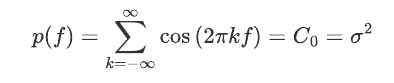 p(f) = \sum_{k=-\infty}^{\infty} \cos(2\pi k f) = C_0 = \sigma^2